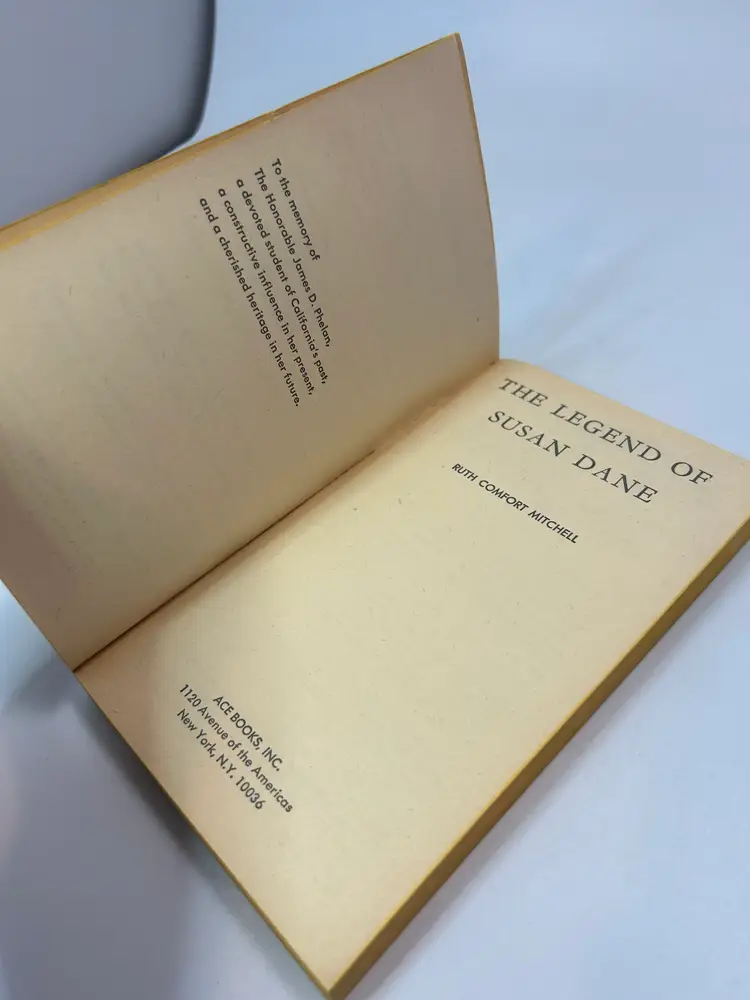 To the memory of
The Honorable James D. Phelan,
a devoted student of California's past,
a constructive influence in her present,
and a cherished heritage in her future.
THE LEGEND OF
SUSAN DANE
RUTH COMFORT MITCHELL
ACE BOOKS, INC.
1120 Avenue of the Americas
New York, N.Y. 10036